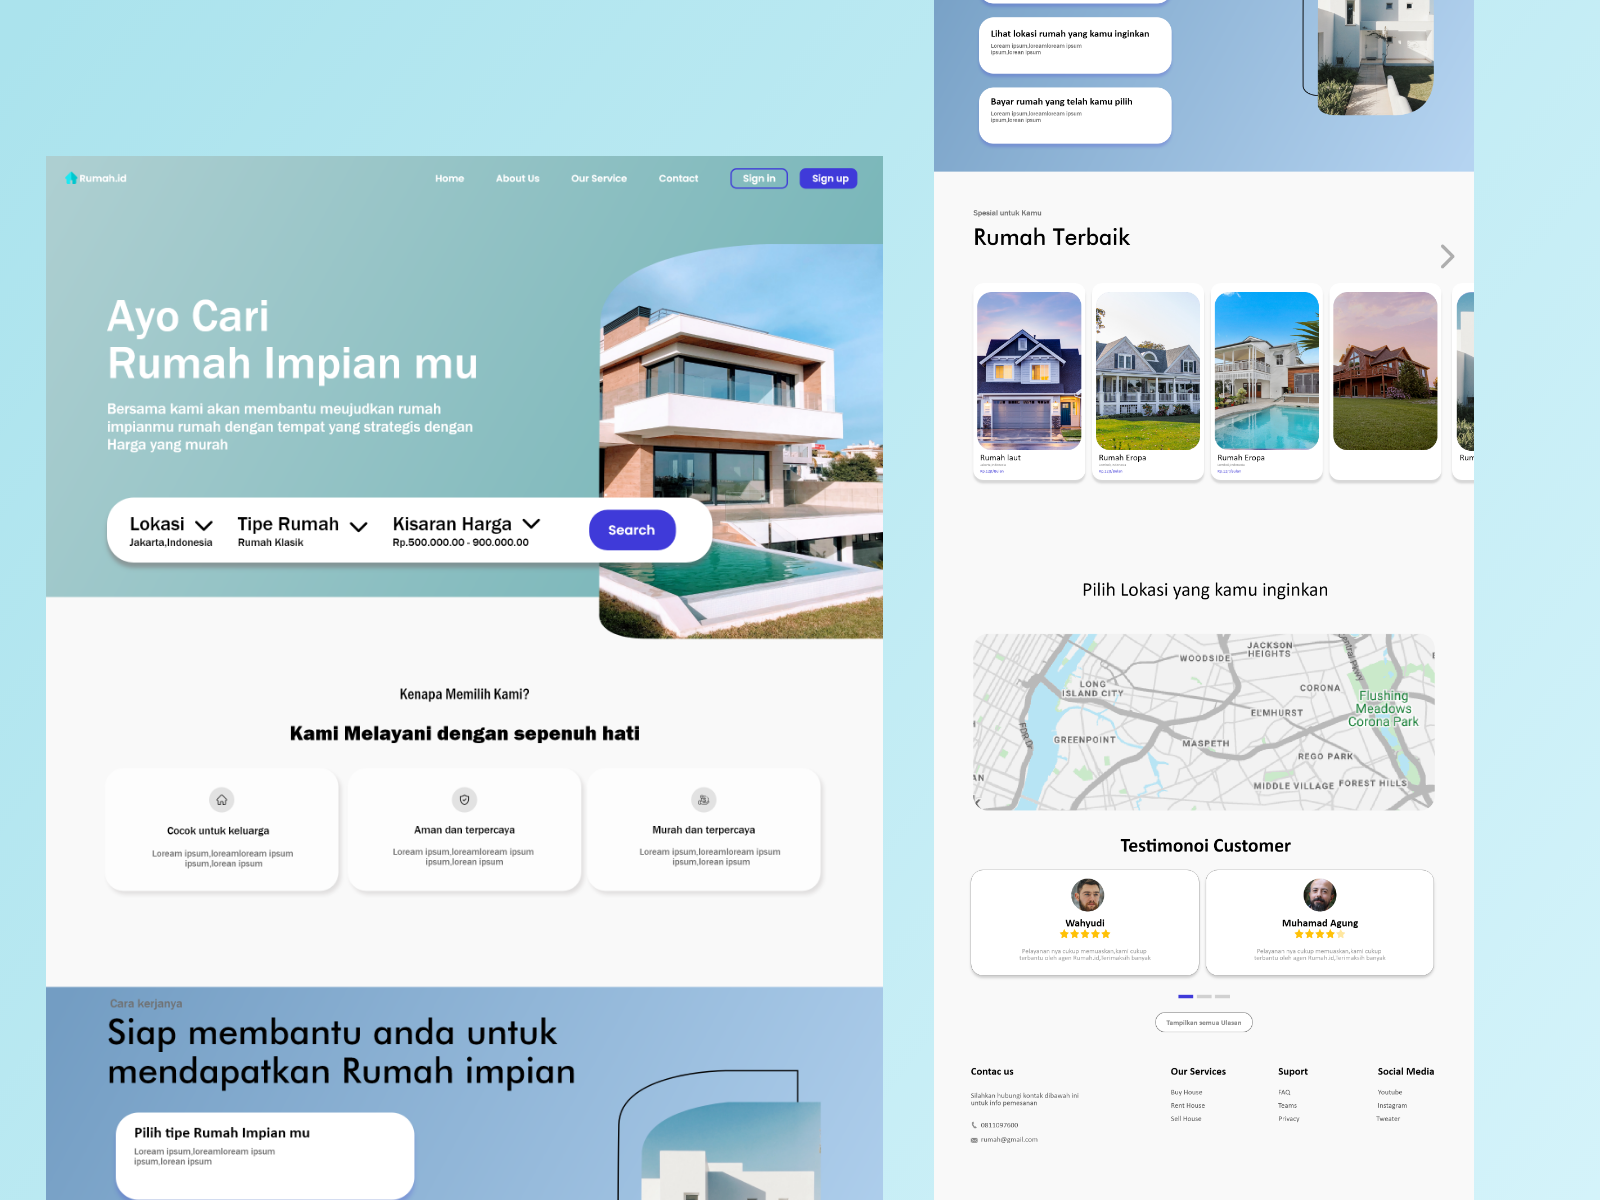 Rumah.id
Home
About Us
Our Service
Contact
Sign in
Sign up
Ayo Cari
Rumah Impian mu
Bersama kami akan membantu meujudkan rumah
impianmu rumah dengan tempat yang strategis dengan
Harga yang murah
Lokasi
Jakarta,Indonesia
Tipe Rumah
Rumah Klasik
Kisaran Harga
Rp.500.000.00 - 900.000.00
Search
Kenapa Memilih Kami?
Kami Melayani dengan sepenuh hati
Cocok untuk keluarga
Loream ipsum,loreamloream ipsum
ipsum,lorean ipsum
Aman dan terpercaya
Loream ipsum,loreamloream ipsum
ipsum,lorean ipsum
Murah dan terpercaya
Loream ipsum,loreamloream ipsum
ipsum,lorean ipsum
Cara kerjanya
Siap membantu anda untuk
mendapatkan Rumah impian
Pilih tipe Rumah Impian mu
Loream ipsum,loreamloream ipsum
ipsum,lorean ipsum
Lihat lokasi rumah yang kamu inginkan
Loream ipsum,loreamloream ipsum
ipsum,lorean ipsum
Bayar rumah yang telah kamu pilih
Loream ipsum,loreamloream ipsum
ipsum,lorean ipsum
Spesial untuk Kamu
Rumah Terbaik
Rumah laut
Rumah Eropa
Rumah Eropa
Rum
Pilih Lokasi yang kamu inginkan
JACKSON
HEIGHTS
WOODSIDE
LONG
ISLAND CITY
CORONA
Flushing
Meadows
Corona Park
ELMHURST
FDR Dr
GREENPOINT
MASPETH
REGO PARK
AN
MIDDLE VILLAGE
FOREST HILLS
Testimonoi Customer
Wahyudi
Pelayanan nya cukup memuaskan,kami cukup
terbantu oleh agen Rumah.id,terimaksih banyak
Muhamad Agung
Pelayanan nya cukup memuaskan,kami cukup
terbantu oleh agen Rumah.id,terimaksih banyak
Tampilkan semua Ulasan
Contac us
Silahkan hubungi kontak dibawah ini
untuk info pemesanan
0811097600
rumah@gmail.com
Our Services
Buy House
Rent House
Sell House
Suport
FAQ
Teams
Privacy
Social Media
Youtube
Instagram
Tweater